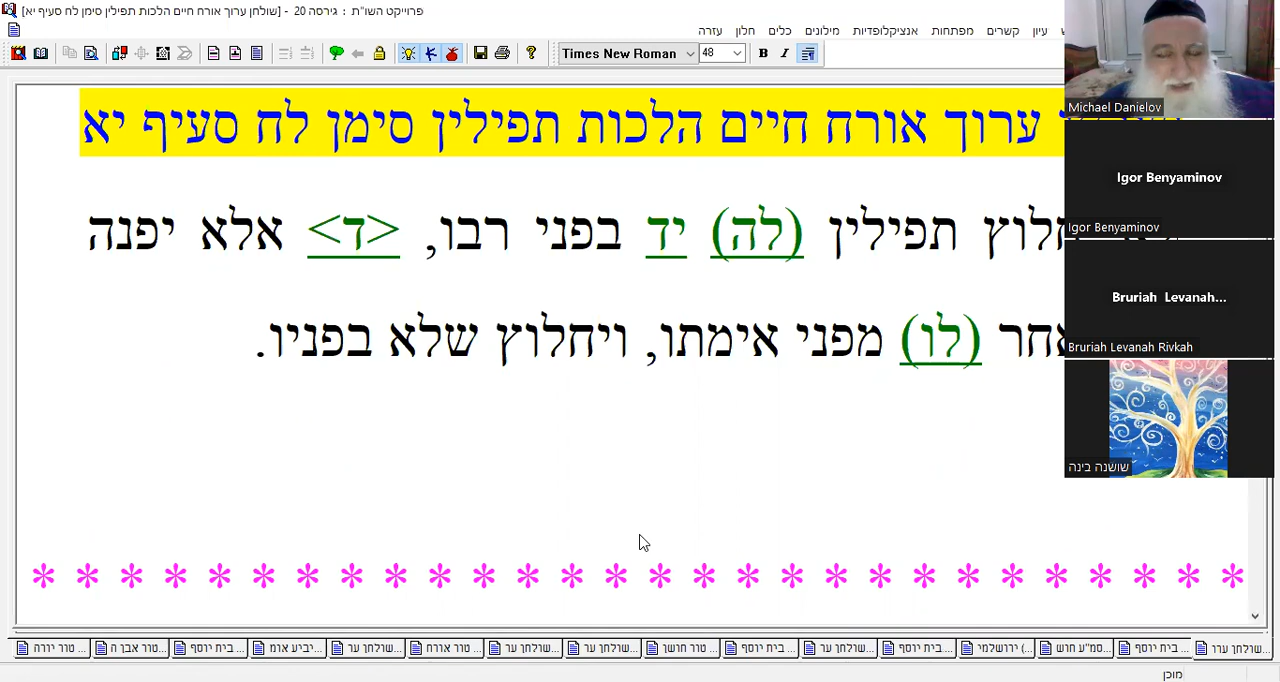 פרוייקט השו"ת : גירסה 20 - [שולחן ערוך אורח חיים הלכות תפילין סימן לח סעיף יא]
עיון קשרים מפתחות אנציקלופדיות מילונים כלים חלון עזרה
Times New Roman 48 B I
ערוך אורח חיים הלכות תפילין סימן לח סעיף יא
תפילין (לה) יד בפני רבו, <ד> אלא יפנה
(לו) מפני אימתו, ויחלוץ שלא בפניו.
* * * * * * * * * * * * * * * * * * * * * * * * * * * *
Michael Danielov
Igor Benyaminov
Igor Benyaminov
Bruriah Levanah...
Bruriah Levanah Rivkah
שושנה בינה
שולחן ערו... בית יוסף ... סמ"ע חוש... ירושלמי (... בית יוסף ... שולחן ער... בית יוסף ... טור חושן ... שולחן ער... שולחן ער... טור אורח ... שולחן ער... יביע אומ... בית יוסף ... טור אבן ה... טור יורה ...
מוכן